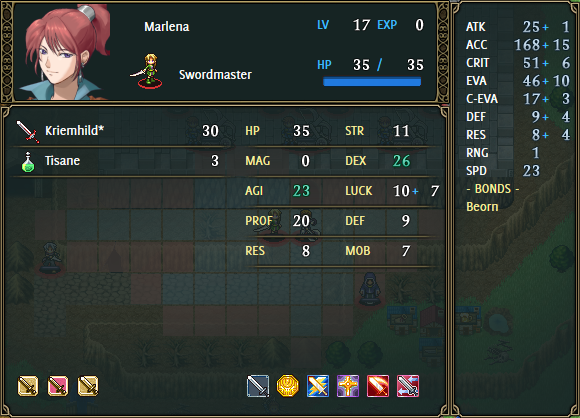 Marlena LV 17 EXP 0
Swordmaster HP 35 / 35
Kriemhild* 30
Tisane 3
HP 35 STR 11
MAG 0 DEX 26
AGI 23 LUCK 10+ 7
PROF 20 DEF 9
RES 8 MOB 7
ATK 25+ 1
ACC 168+ 15
CRIT 51+ 6
EVA 46+ 10
C-EVA 17+ 3
DEF 9+ 4
RES 8+ 4
RNG 1
SPD 23
- BONDS -
Beorn